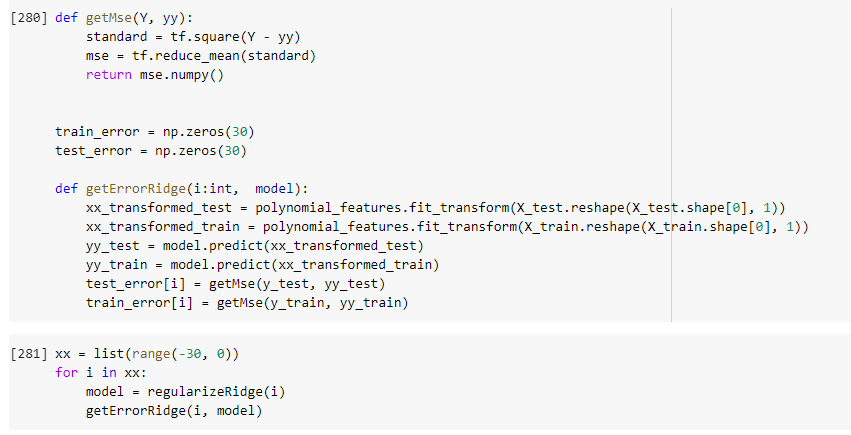 [280] def getMse(Y, yy):
standard = tf.square(Y - yy)
mse = tf.reduce_mean(standard)
return mse.numpy()
train_error = np.zeros(30)
test_error = np.zeros(30)
def getErrorRidge(i:int,  model):
xx_transformed_test = polynomial_features.fit_transform(X_test.reshape(X_test.shape[0], 1))
xx_transformed_train = polynomial_features.fit_transform(X_train.reshape(X_train.shape[0], 1))
yy_test = model.predict(xx_transformed_test)
yy_train = model.predict(xx_transformed_train)
test_error[i] = getMse(y_test, yy_test)
train_error[i] = getMse(y_train, yy_train)
[281] xx = list(range(-30, 0))
for i in xx:
model = regularizeRidge(i)
getErrorRidge(i, model)